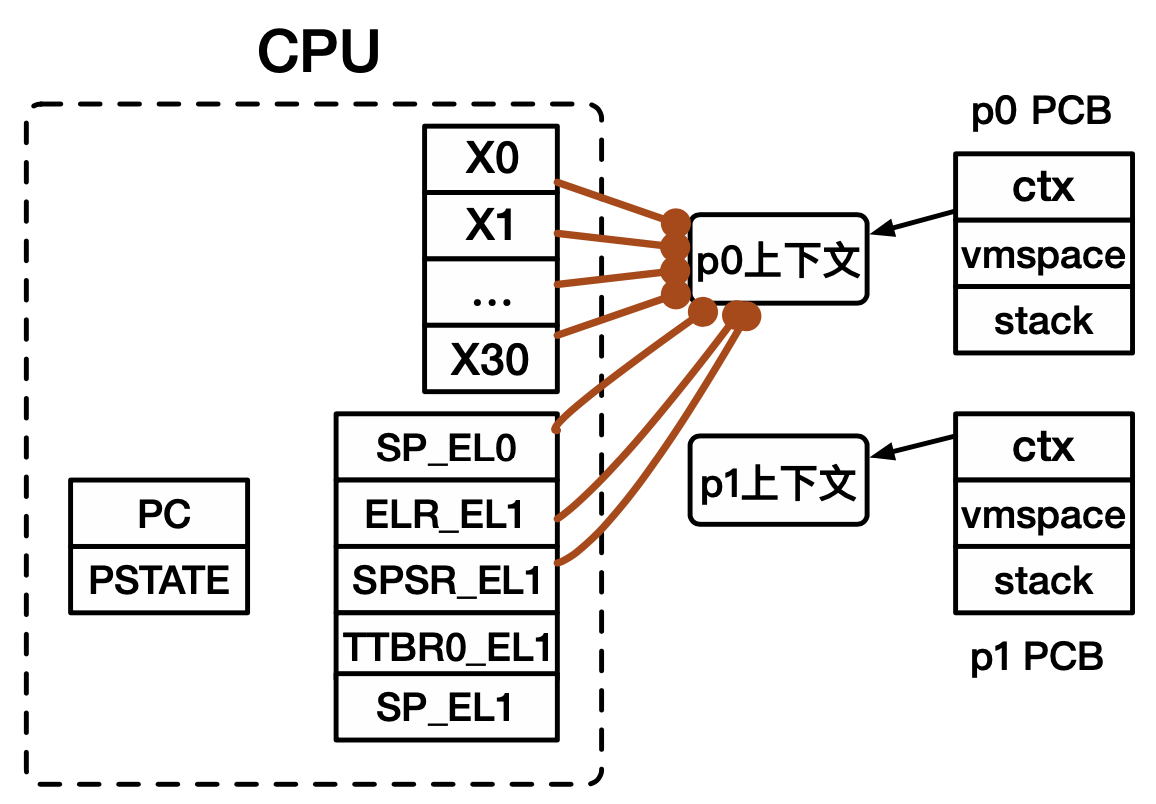 CPU
X0
X1
...
X30
SP_EL0
ELR_EL1
SPSR_EL1
TTBR0_EL1
SP_EL1
PC
PSTATE
p0上下文
p1上下文
p0 PCB
ctx
vmspace
stack
ctx
vmspace
stack
p1 PCB